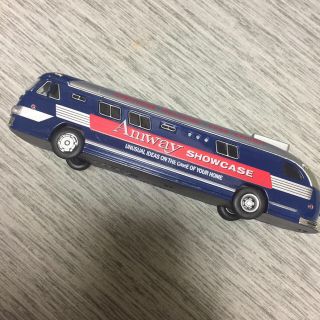 Amway SHOWCASE
UNUSUAL IDEAS ON THE CARE OF YOUR HOME